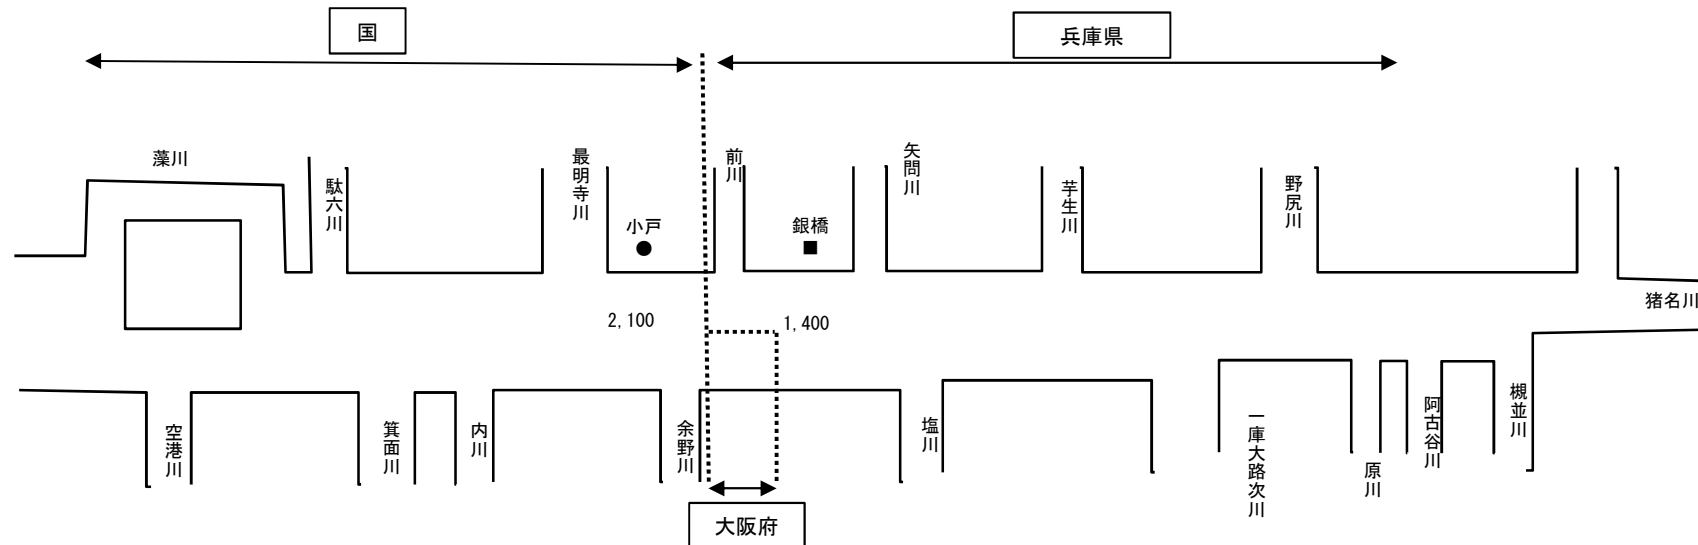 国
兵庫県
藻川
駄六川
最明寺川
前川
矢問川
芋生川
野尻川
小戸
銀橋
猪名川
2,100
1,400
空港川
箕面川
内川
余野川
塩川
一庫大路次川
原川
阿古谷川
槻並川
大阪府